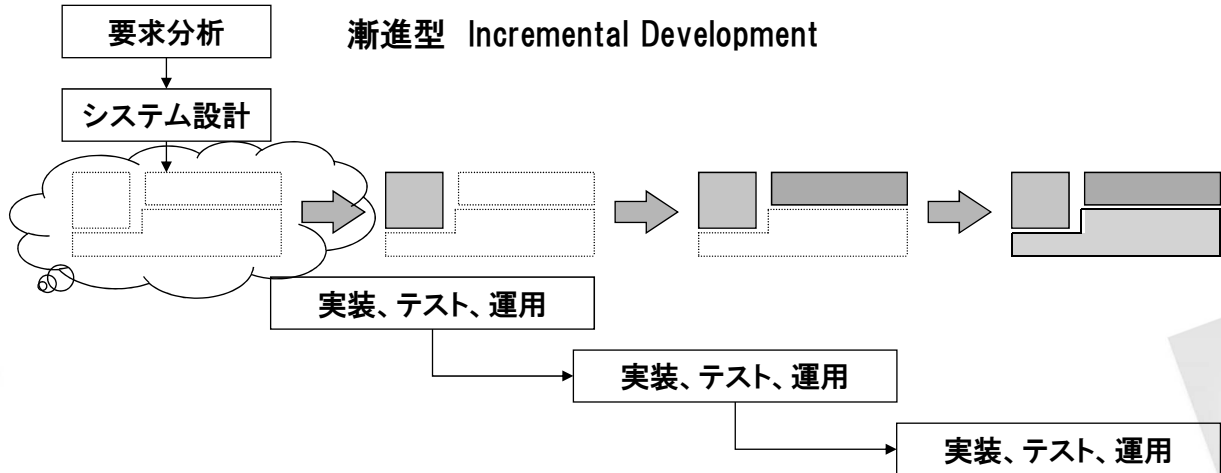 要求分析
漸進型 Incremental Development
システム設計
実装、テスト、運用
実装、テスト、運用
実装、テスト、運用